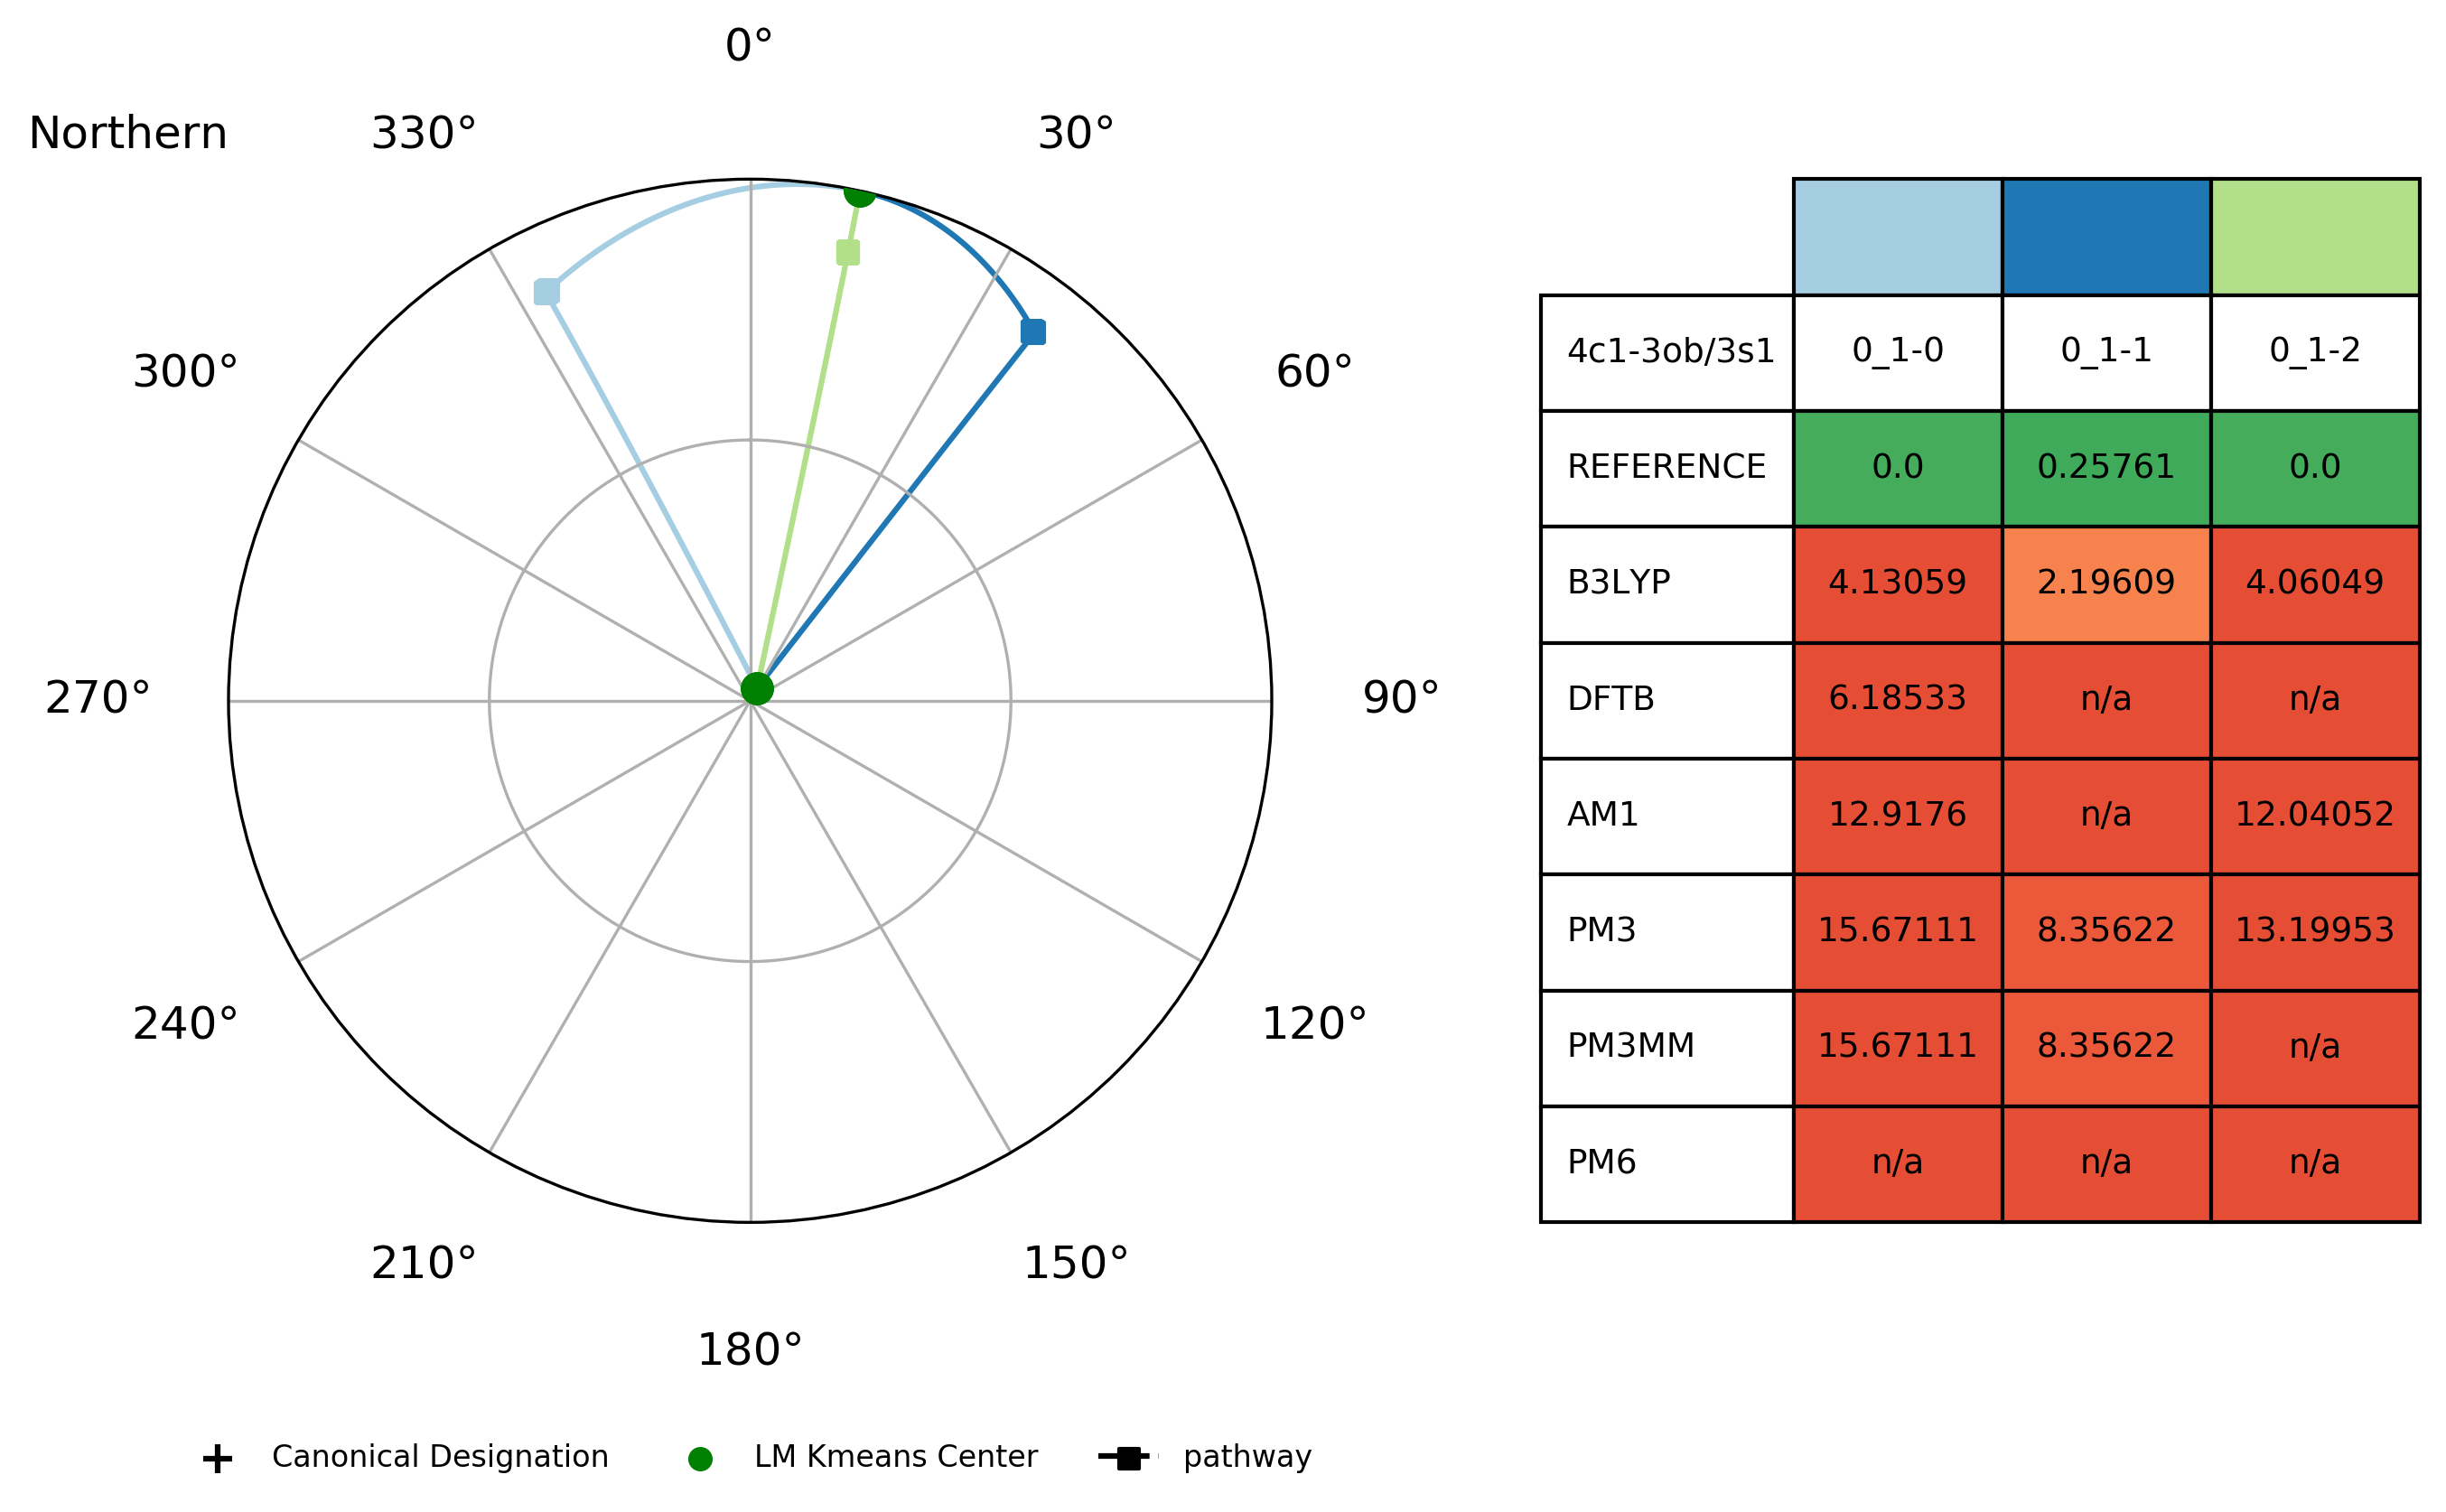 0°
Northern
330°
30°
300°
60°
270°
90°
240°
120°
210°
150°
180°
4c1-3ob/3s1 0_1-0 0_1-1 0_1-2
REFERENCE 0.0 0.25761 0.0
B3LYP 4.13059 2.19609 4.06049
DFTB 6.18533 n/a n/a
AM1 12.9176 n/a 12.04052
PM3 15.67111 8.35622 13.19953
PM3MM 15.67111 8.35622 n/a
PM6 n/a n/a n/a
Canonical Designation
LM Kmeans Center
pathway